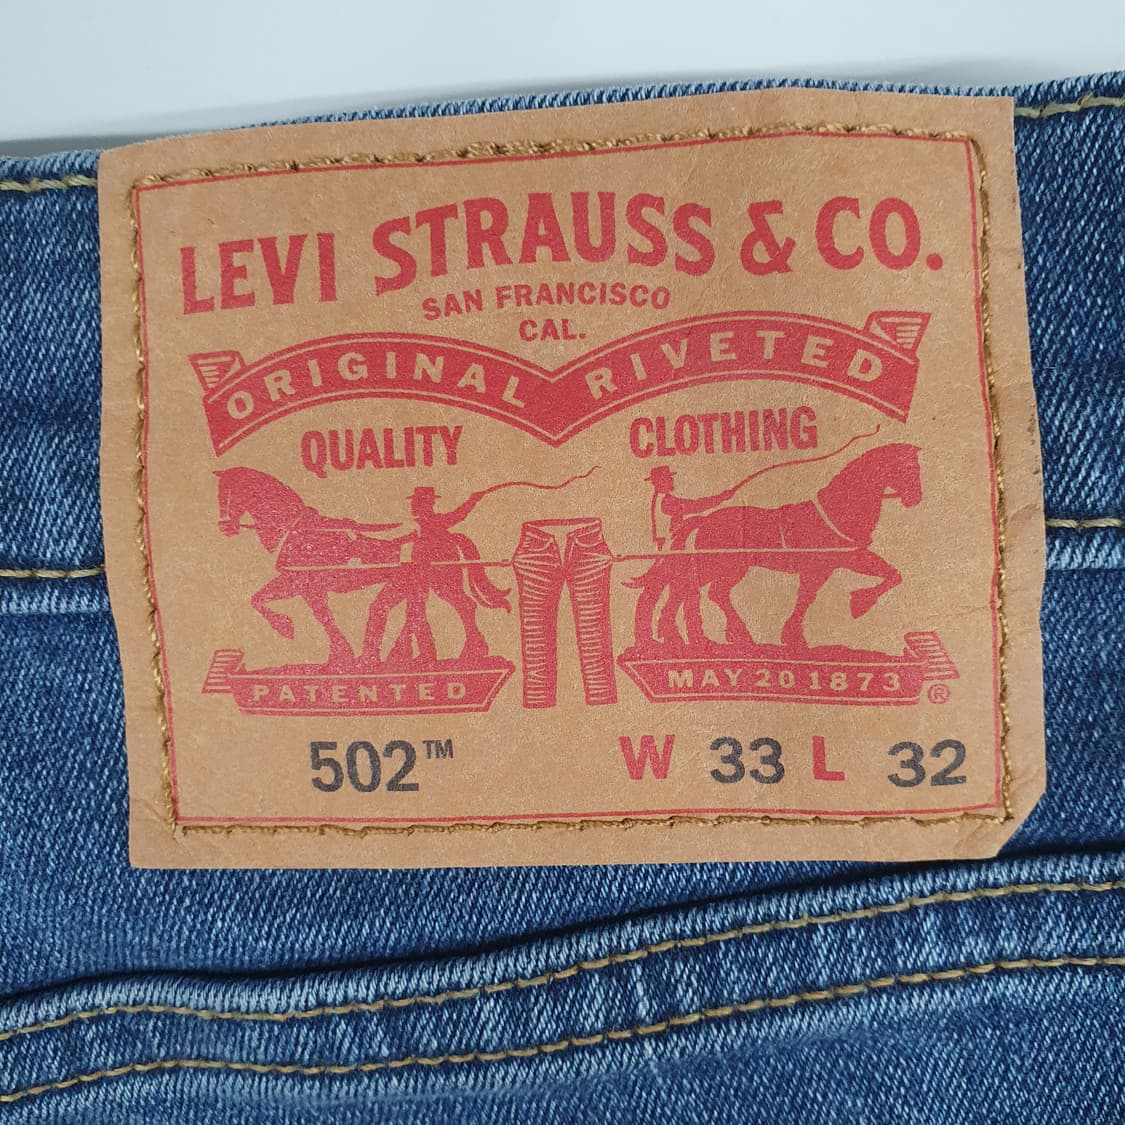 LEVI STRAUSS & CO.
SAN FRANCISCO
CAL.
ORIGINAL RIVETED
QUALITY CLOTHING
PATENTED MAY 20 1873 ®
502™ W 33 L 32